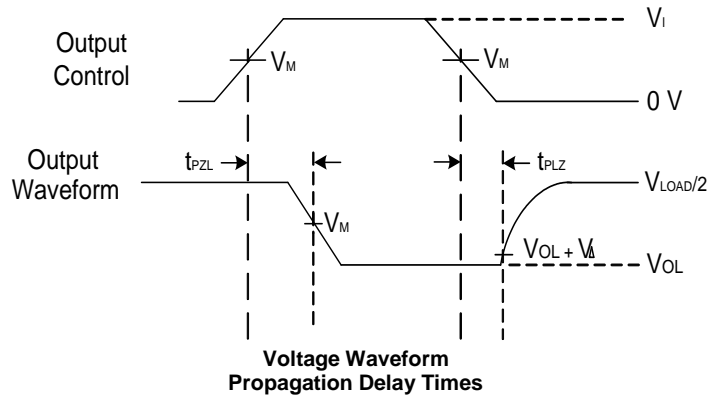 Output
Control
VM
VM
VI
0 V
Output
Waveform
tPZL
tPLZ
VLOAD/2
VM
VOL + VΔ
VOL
Voltage Waveform
Propagation Delay Times